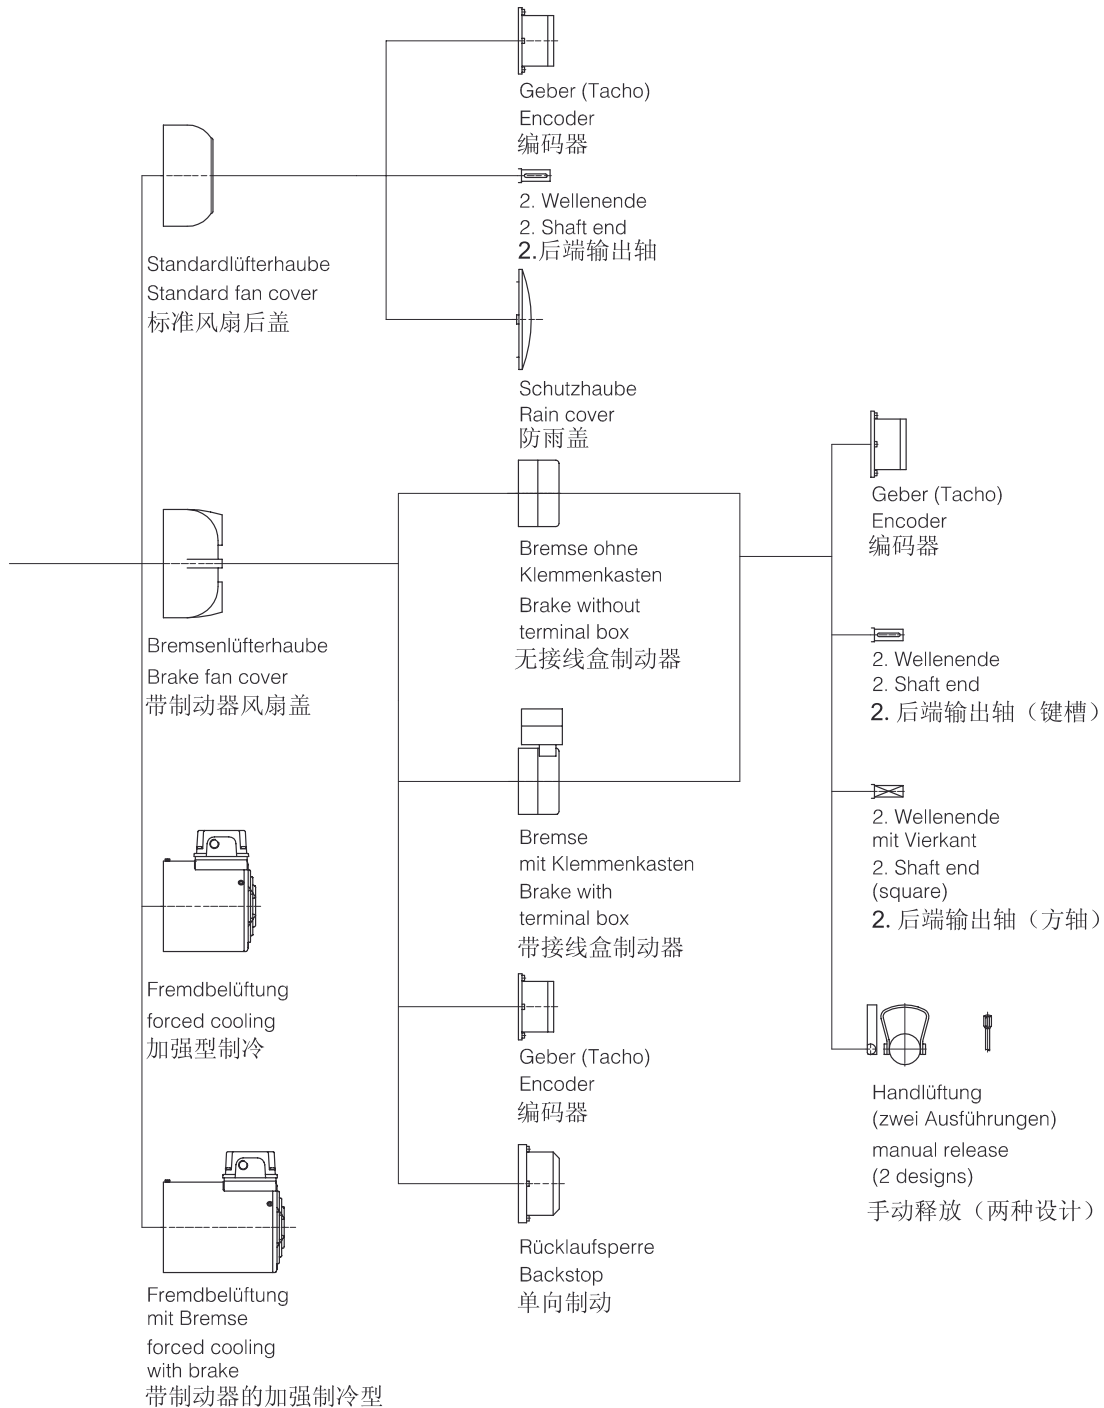 Geber (Tacho)
Encoder
编码器
2. Wellenende
2. Shaft end
2.后端输出轴
Standardlüfterhaube
Standard fan cover
标准风扇后盖
Schutzhaube
Rain cover
防雨盖
Geber (Tacho)
Encoder
编码器
Bremse ohne
Klemmenkasten
Brake without
terminal box
无接线盒制动器
Bremsenlüfterhaube
Brake fan cover
带制动器风扇盖
2. Wellenende
2. Shaft end
2. 后端输出轴（键槽）
2. Wellenende
mit Vierkant
2. Shaft end
(square)
2. 后端输出轴（方轴）
Bremse
mit Klemmenkasten
Brake with
terminal box
带接线盒制动器
Fremdbelüftung
forced cooling
加强型制冷
Geber (Tacho)
Encoder
编码器
Handlüftung
(zwei Ausführungen)
manual release
(2 designs)
手动释放（两种设计）
Rücklaufsperre
Backstop
单向制动
Fremdbelüftung
mit Bremse
forced cooling
with brake
带制动器的加强制冷型